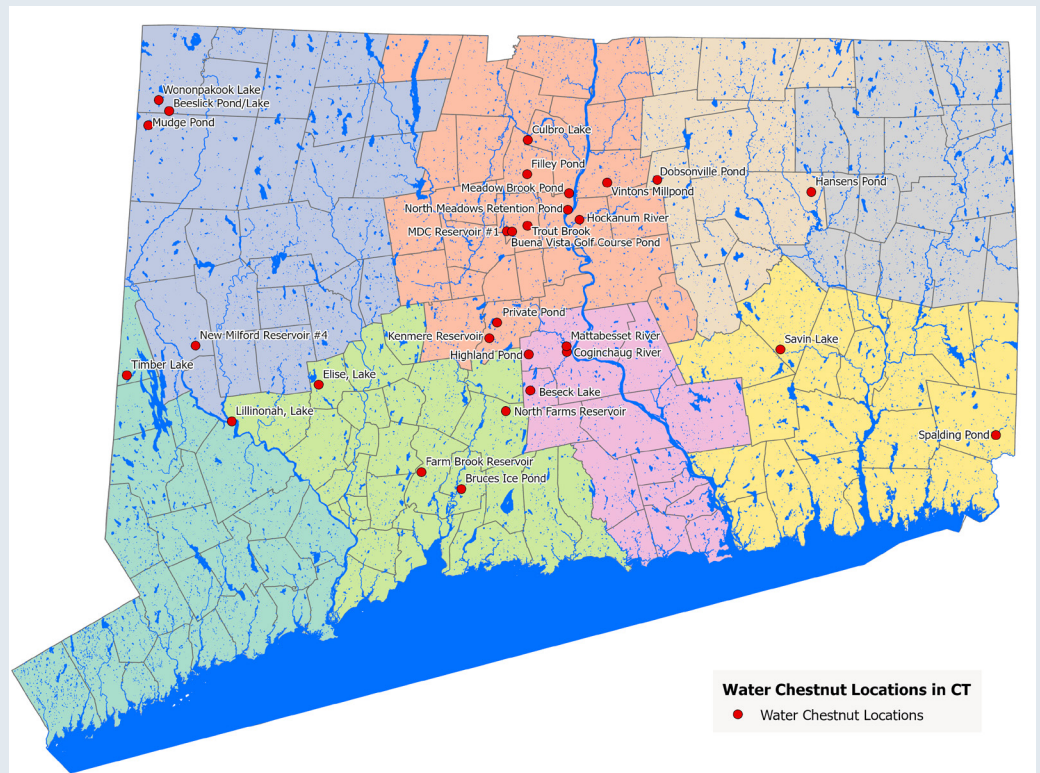 Wononpakook Lake
Beeslick Pond/Lake
Mudge Pond
Culbro Lake
Filley Pond
Dobsonville Pond
Hansens Pond
Meadow Brook Pond
Vintons Millpond
North Meadows Retention Pond
Hockanum River
MDC Reservoir #1
Trout Brook
Buena Vista Golf Course Pond
Private Pond
New Milford Reservoir #4
Kenmere Reservoir
Mattabesset River
Savin Lake
Highland Pond
Coginchaug River
Timber Lake
Elise, Lake
Beseck Lake
Lillinonah, Lake
North Farms Reservoir
Spalding Pond
Farm Brook Reservoir
Bruces Ice Pond
Water Chestnut Locations in CT
Water Chestnut Locations